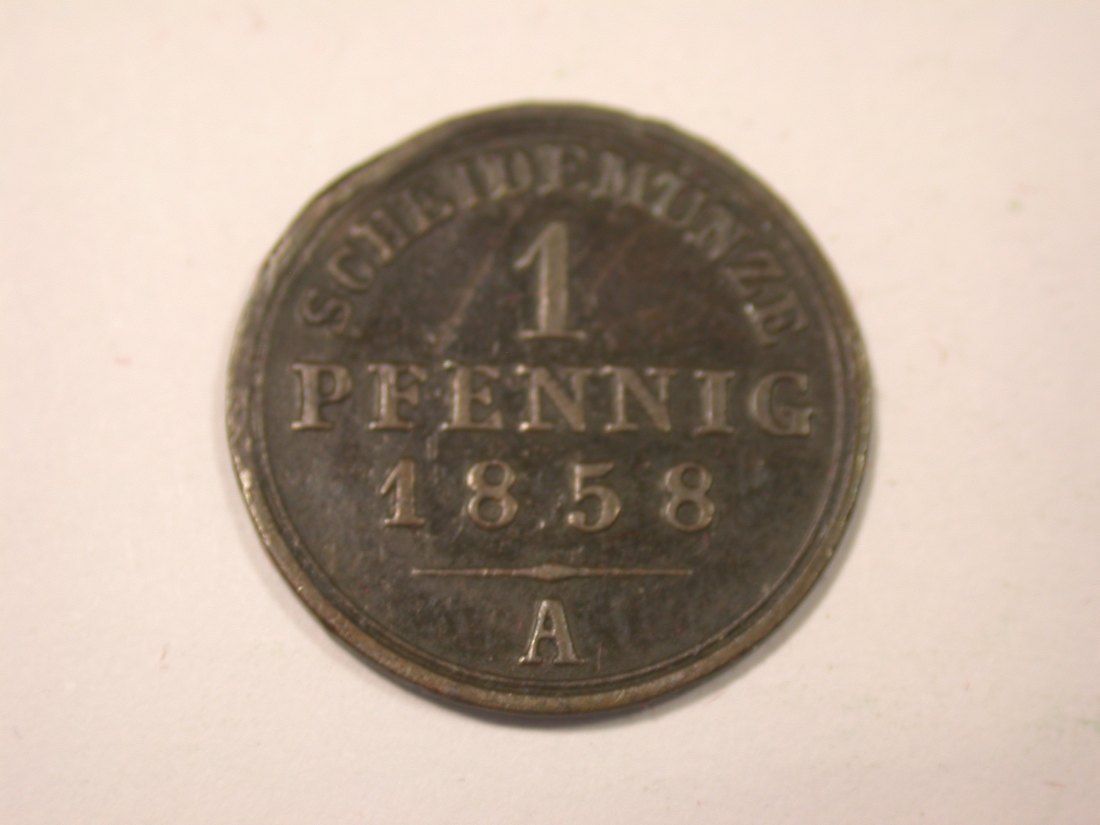 SCHEIDEMÜNZE
1
PFENNIG
1858
A